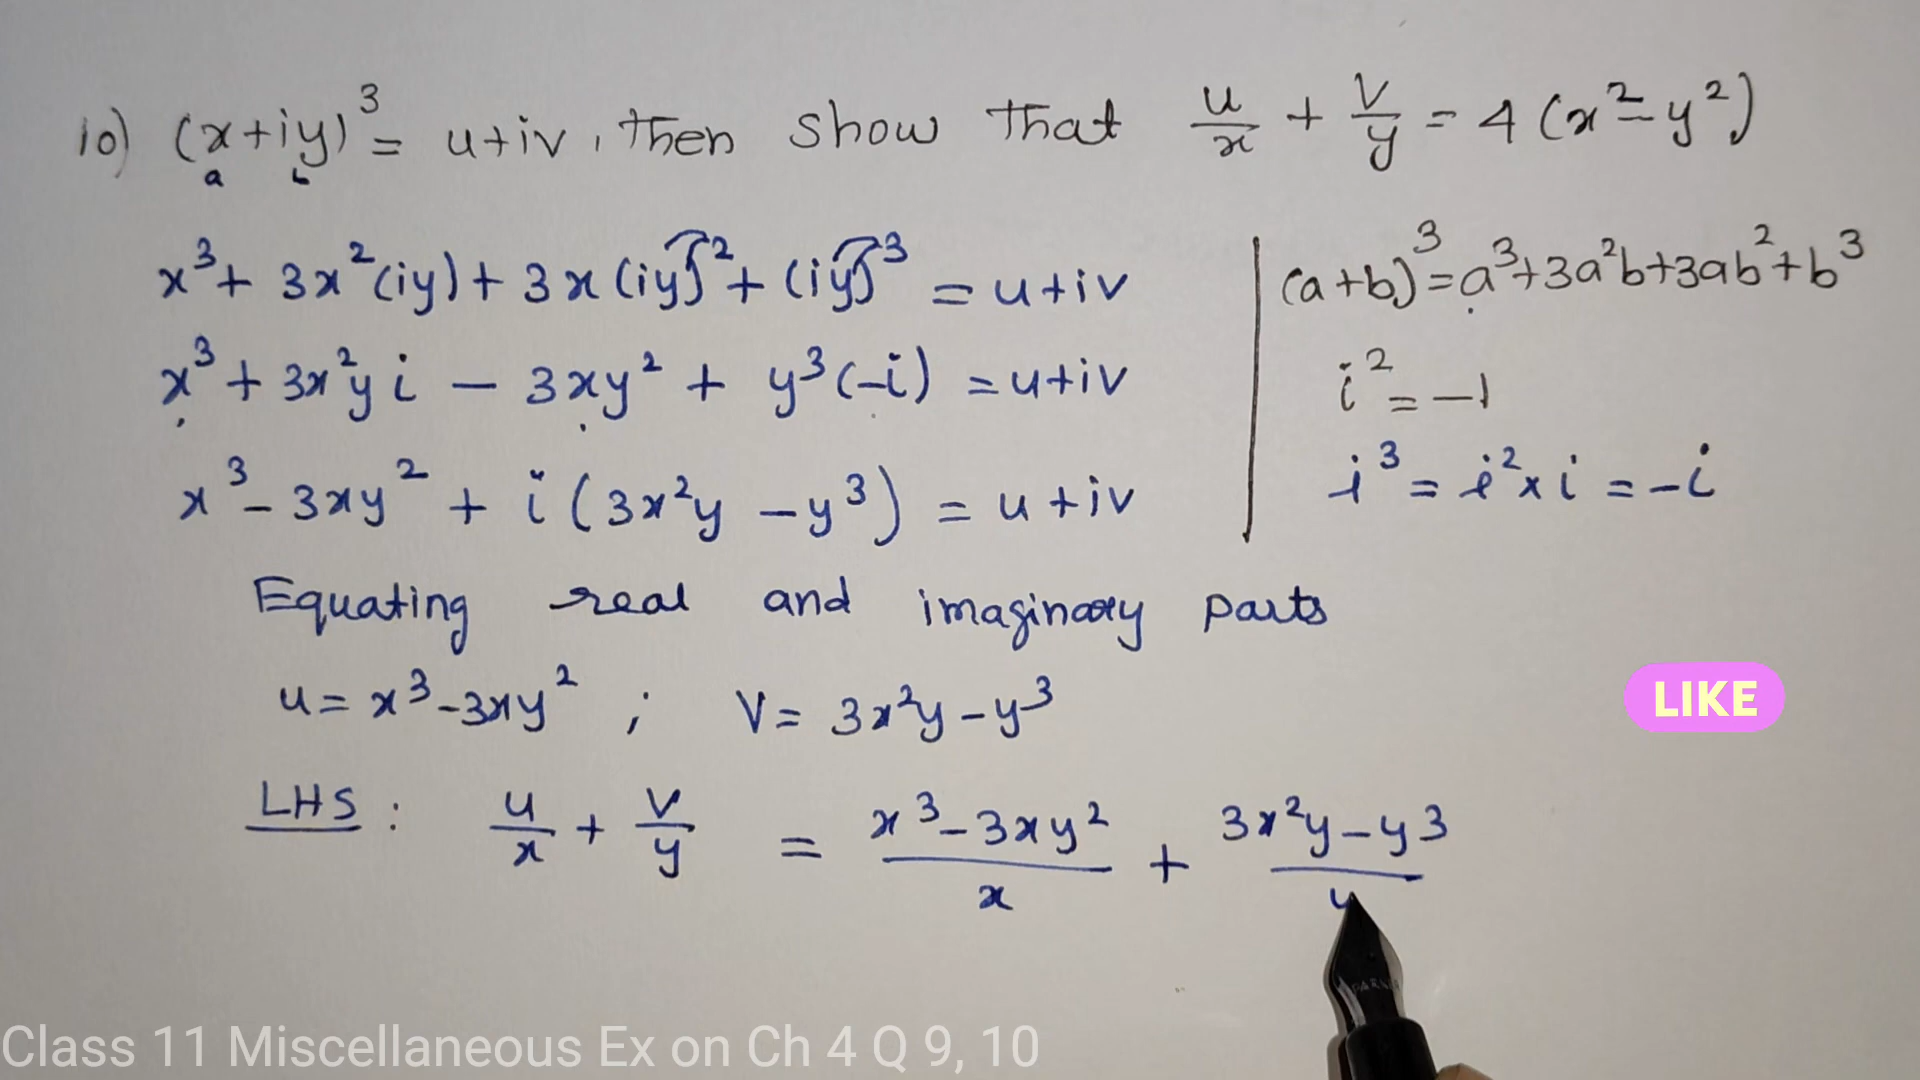 10) (x+iy)³ = u+iv, then show that u/x + v/y = 4(x²-y²)
a b
x³+ 3x²(iy)+ 3x(iy)²+ (iy)³ = u+iv
x³+ 3x²yi - 3xy² + y³(-i) = u+iv
x³- 3xy² + i(3x²y - y³) = u+iv
(a+b)³=a³+3a²b+3ab²+b³
i² = -1
i³ = i²×i = -i
Equating real and imaginary parts
u= x³-3xy² ; V= 3x²y-y³
LIKE
LHS : u/x + v/y = x³-3xy²/x + 3x²y-y3/y
Class 11 Miscellaneous Ex on Ch 4 Q 9, 10